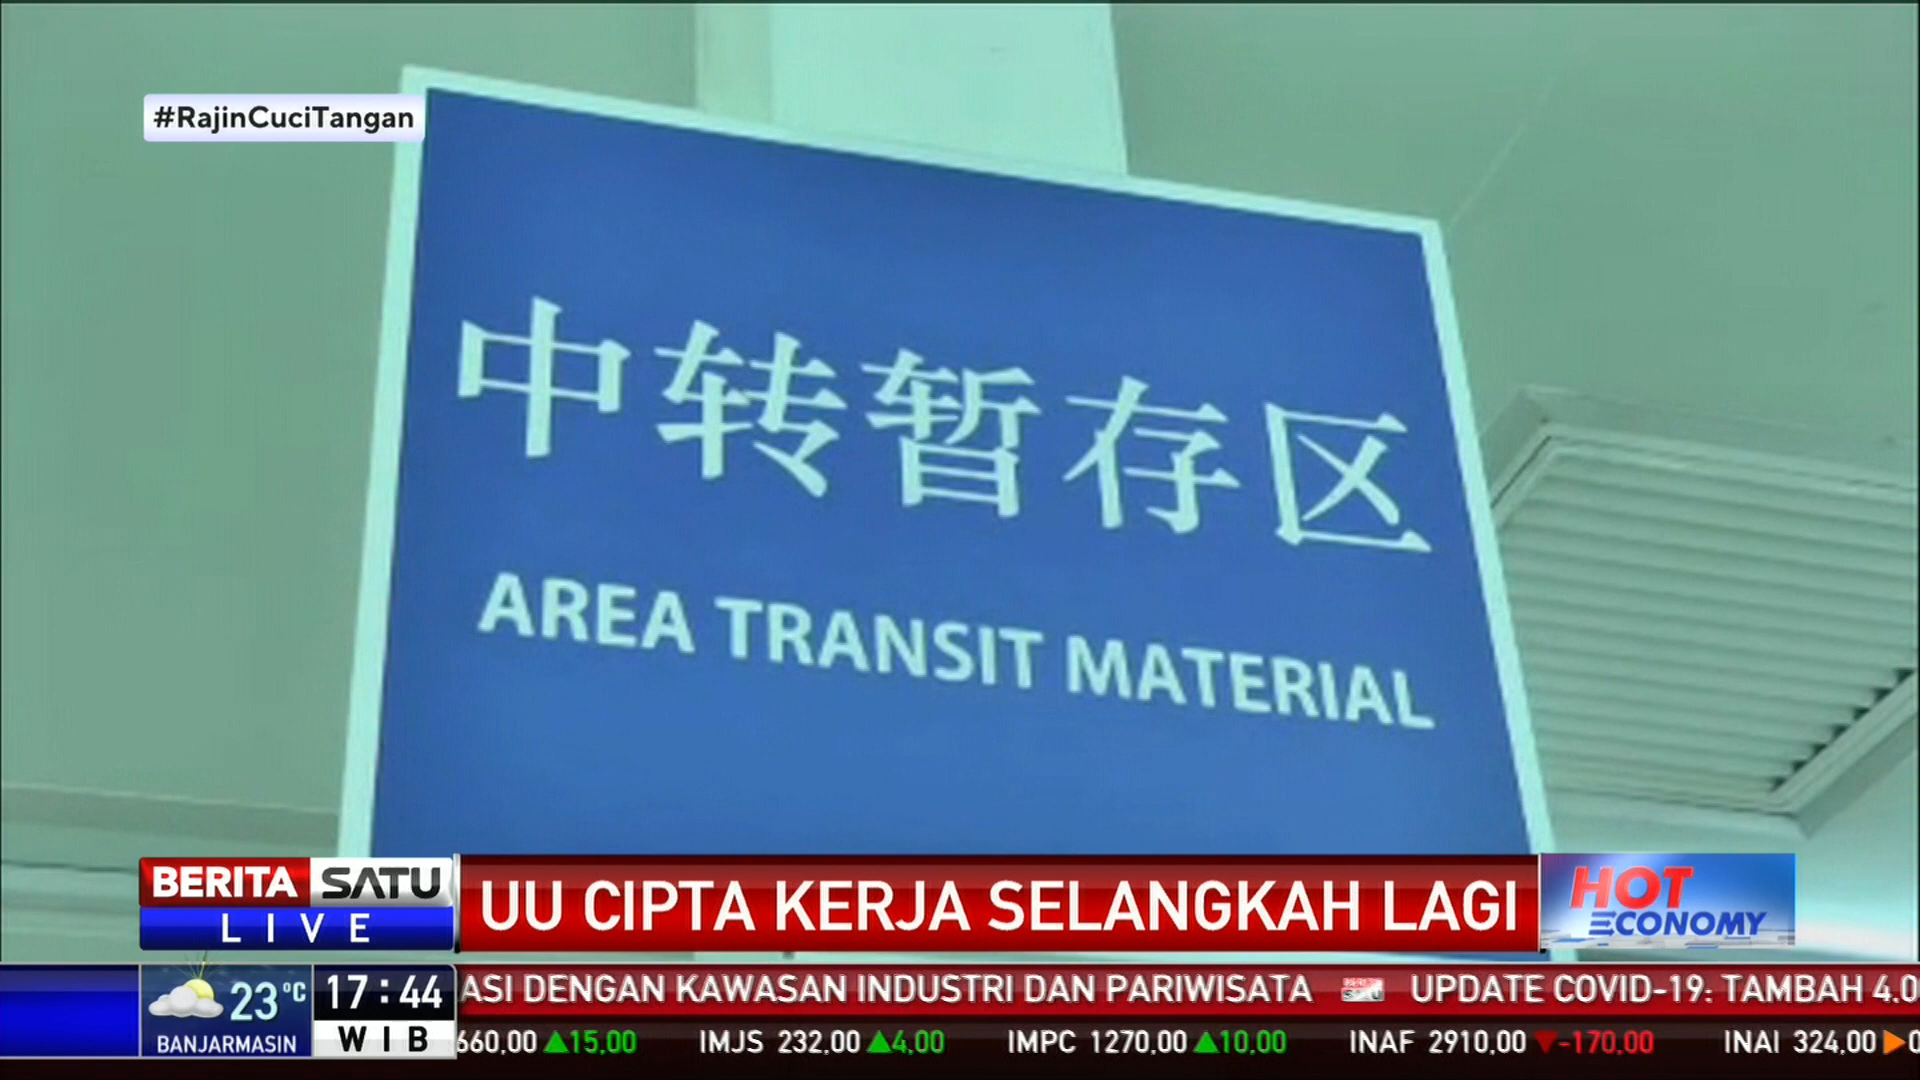 #RajinCuciTangan
中转暂存区
AREA TRANSIT MATERIAL
BERITA SATU
LIVE
UU CIPTA KERJA SELANGKAH LAGI
HOT ECONOMY
23°C
BANJARMASIN
17:44
WIB
ASI DENGAN KAWASAN INDUSTRI DAN PARIWISATA BERITA SATU UPDATE COVID-19: TAMBAH 4.0
660,00 ▲15,00 IMJS 232,00 ▲4,00 IMPC 1270,00 ▲10,00 INAF 2910,00 ▼-170,00 INAI 324,00 ▶0